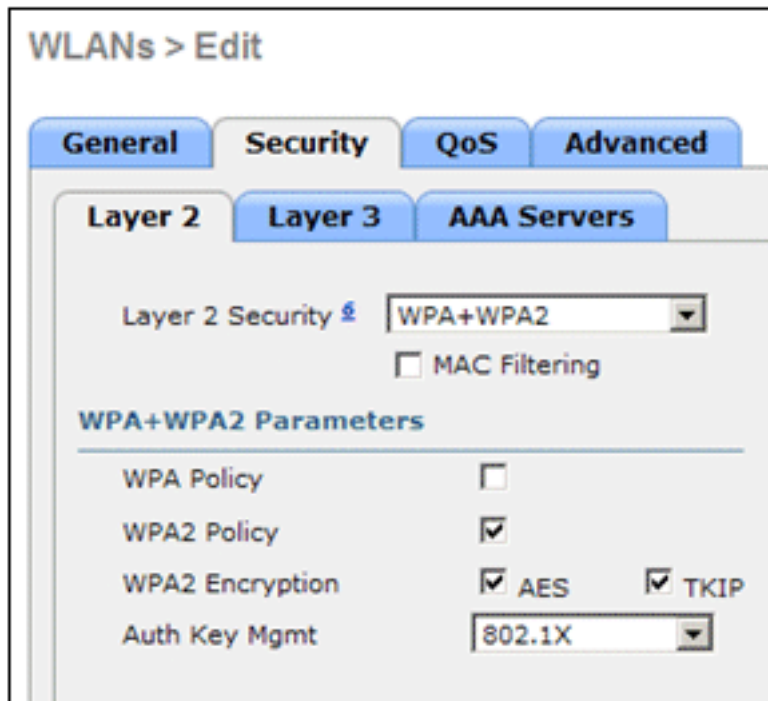 WLANs > Edit
General Security QoS Advanced
Layer 2 Layer 3 AAA Servers
Layer 2 Security 6 WPA+WPA2
MAC Filtering
WPA+WPA2 Parameters
WPA Policy
WPA2 Policy
WPA2 Encryption AES TKIP
Auth Key Mgmt 802.1X